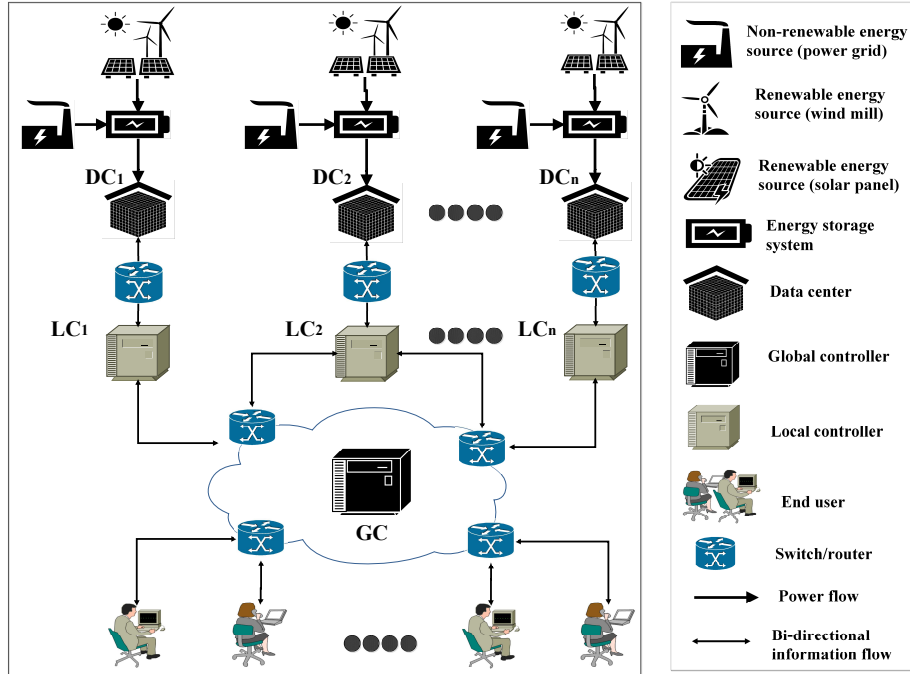 DC1
DC2
DCn
LC1
LC2
LCn
GC
Non-renewable energy
source (power grid)
Renewable energy
source (wind mill)
Renewable energy
source (solar panel)
Energy storage
system
Data center
Global controller
Local controller
End user
Switch/router
Power flow
Bi-directional
information flow